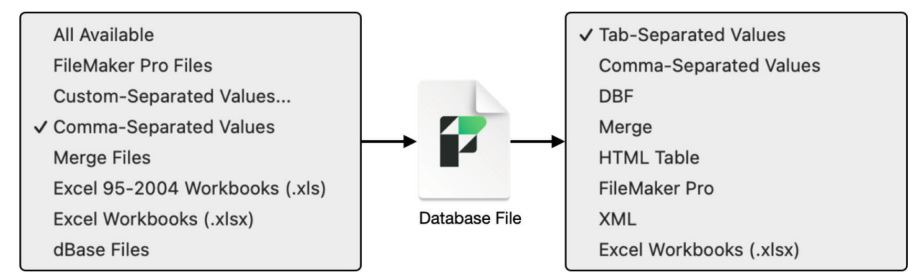 All Available
FileMaker Pro Files
Custom-Separated Values...
✓ Comma-Separated Values
Merge Files
Excel 95-2004 Workbooks (.xls)
Excel Workbooks (.xlsx)
dBase Files
Database File
✓ Tab-Separated Values
Comma-Separated Values
DBF
Merge
HTML Table
FileMaker Pro
XML
Excel Workbooks (.xlsx)